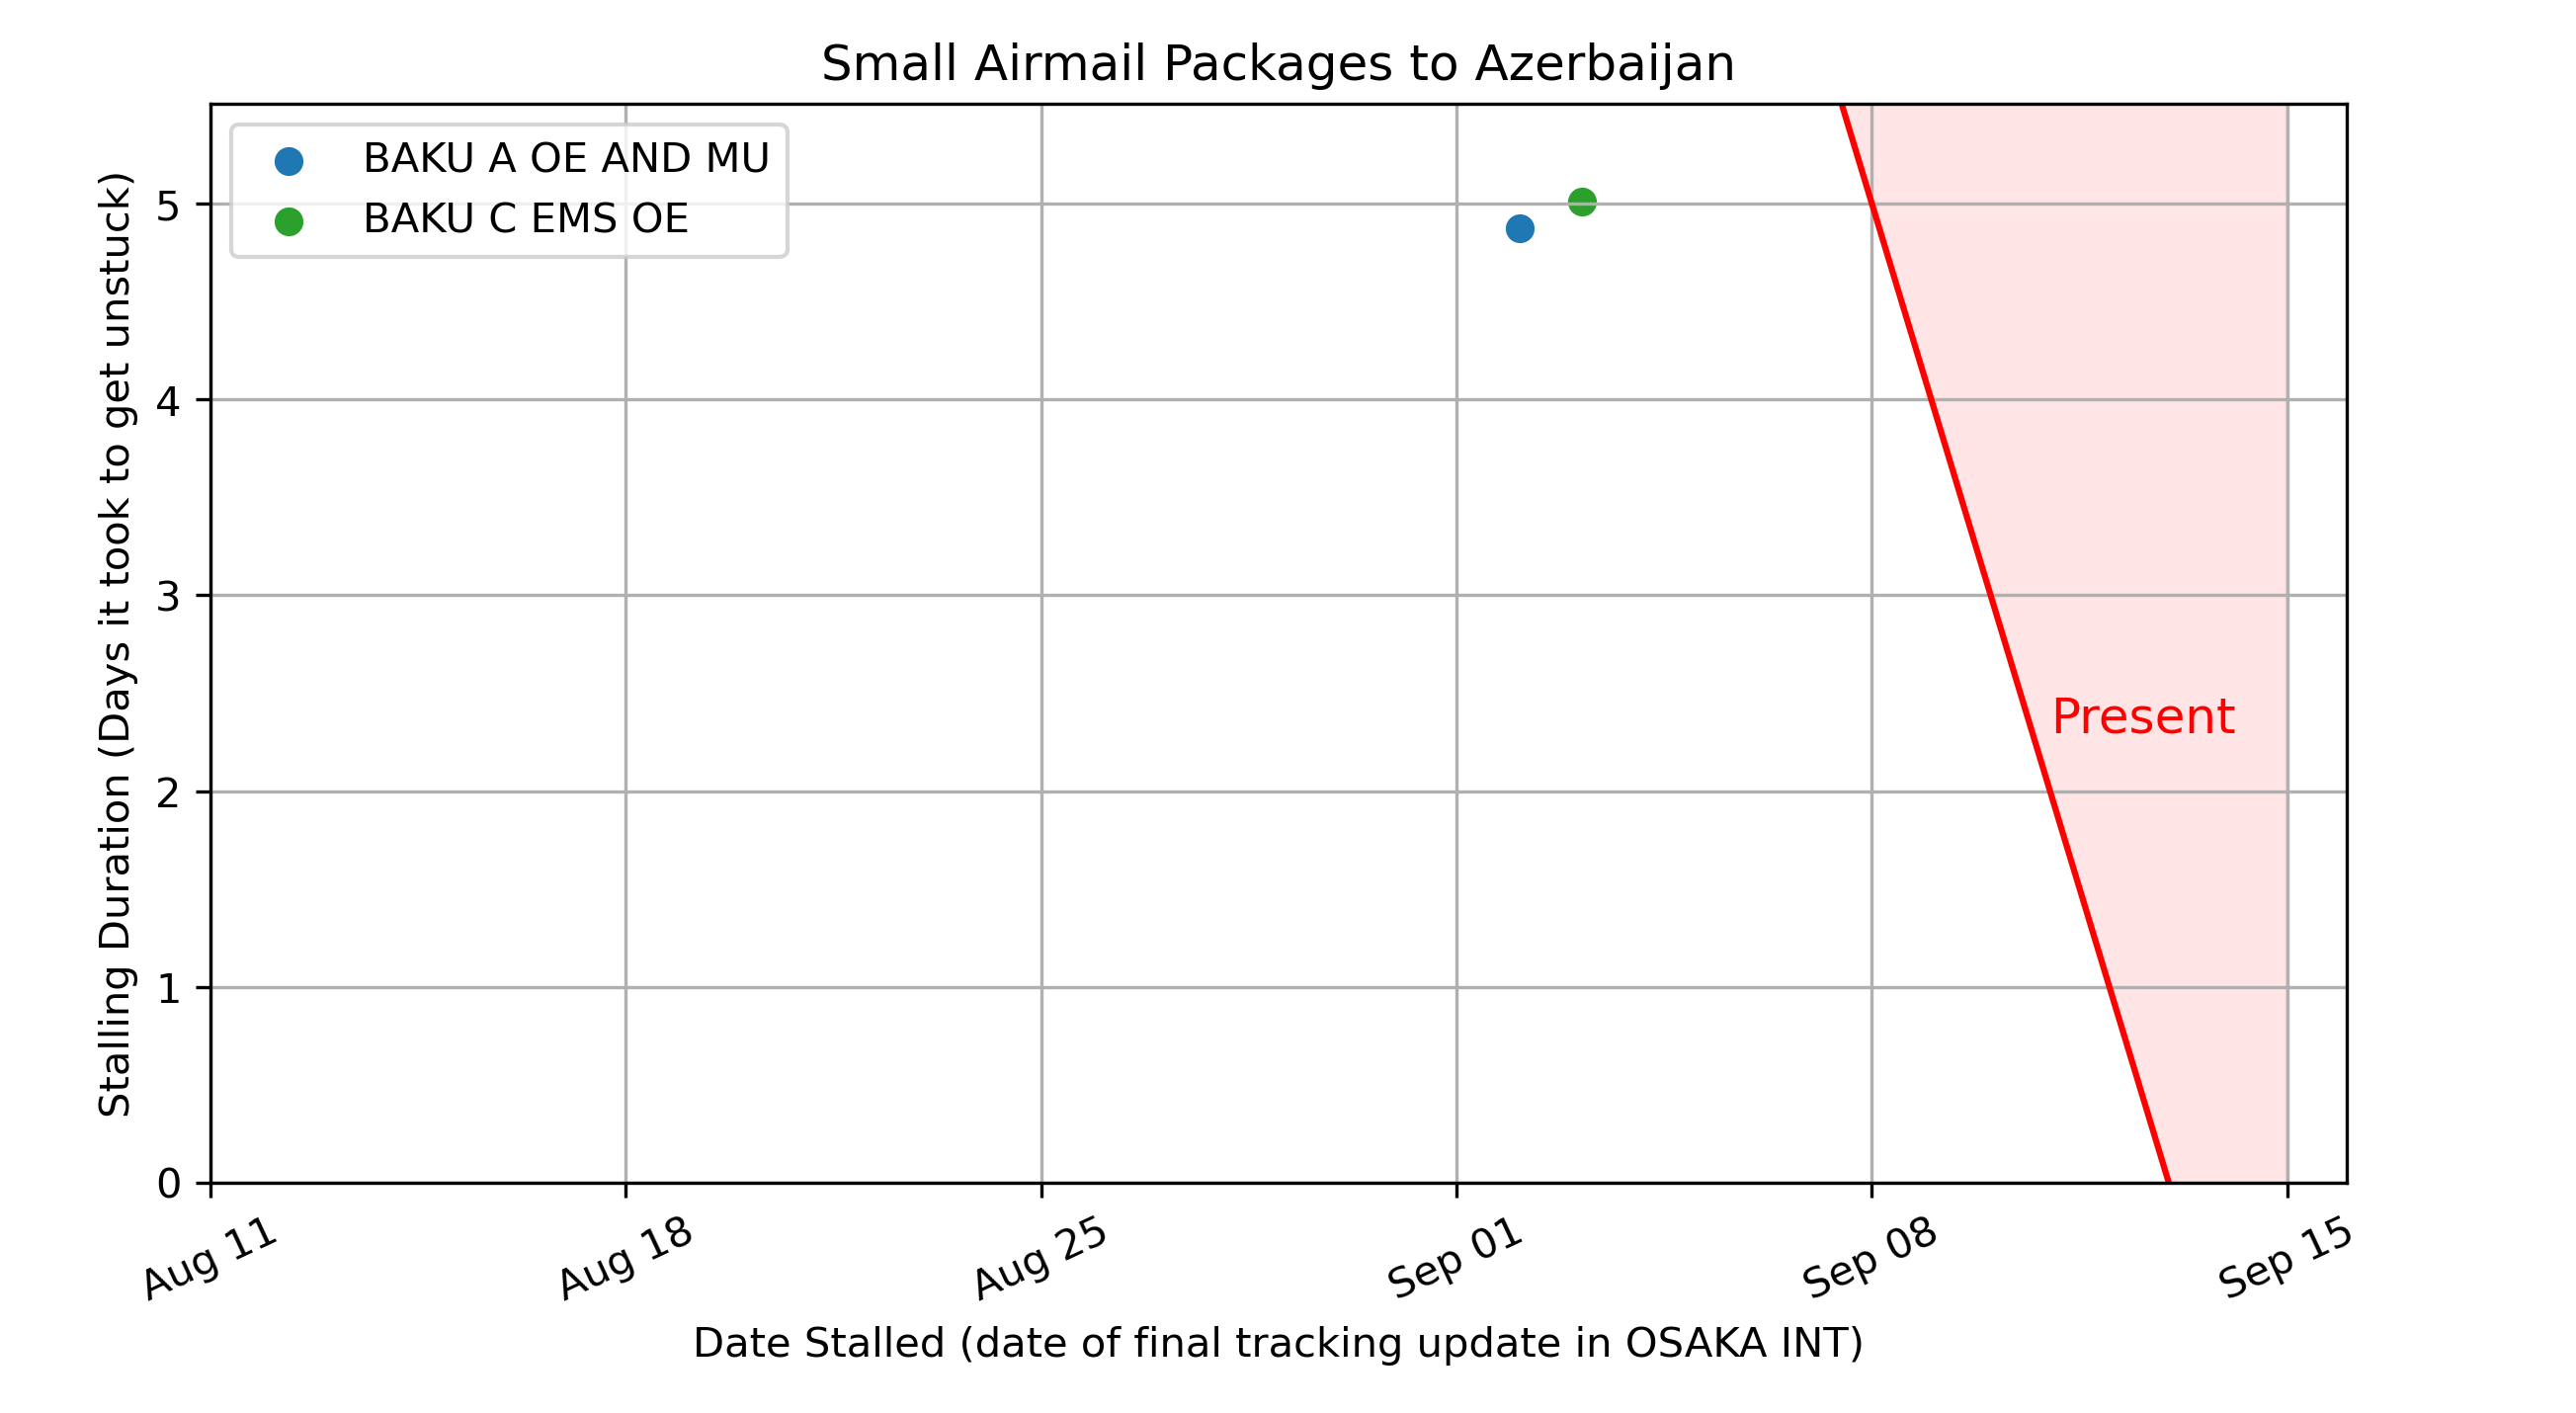 Small Airmail Packages to Azerbaijan
BAKU A OE AND MU
BAKU C EMS OE
Stalling Duration (Days it took to get unstuck)
5
4
3
2
1
0
Present
Aug 11
Aug 18
Aug 25
Sep 01
Sep 08
Sep 15
Date Stalled (date of final tracking update in OSAKA INT)